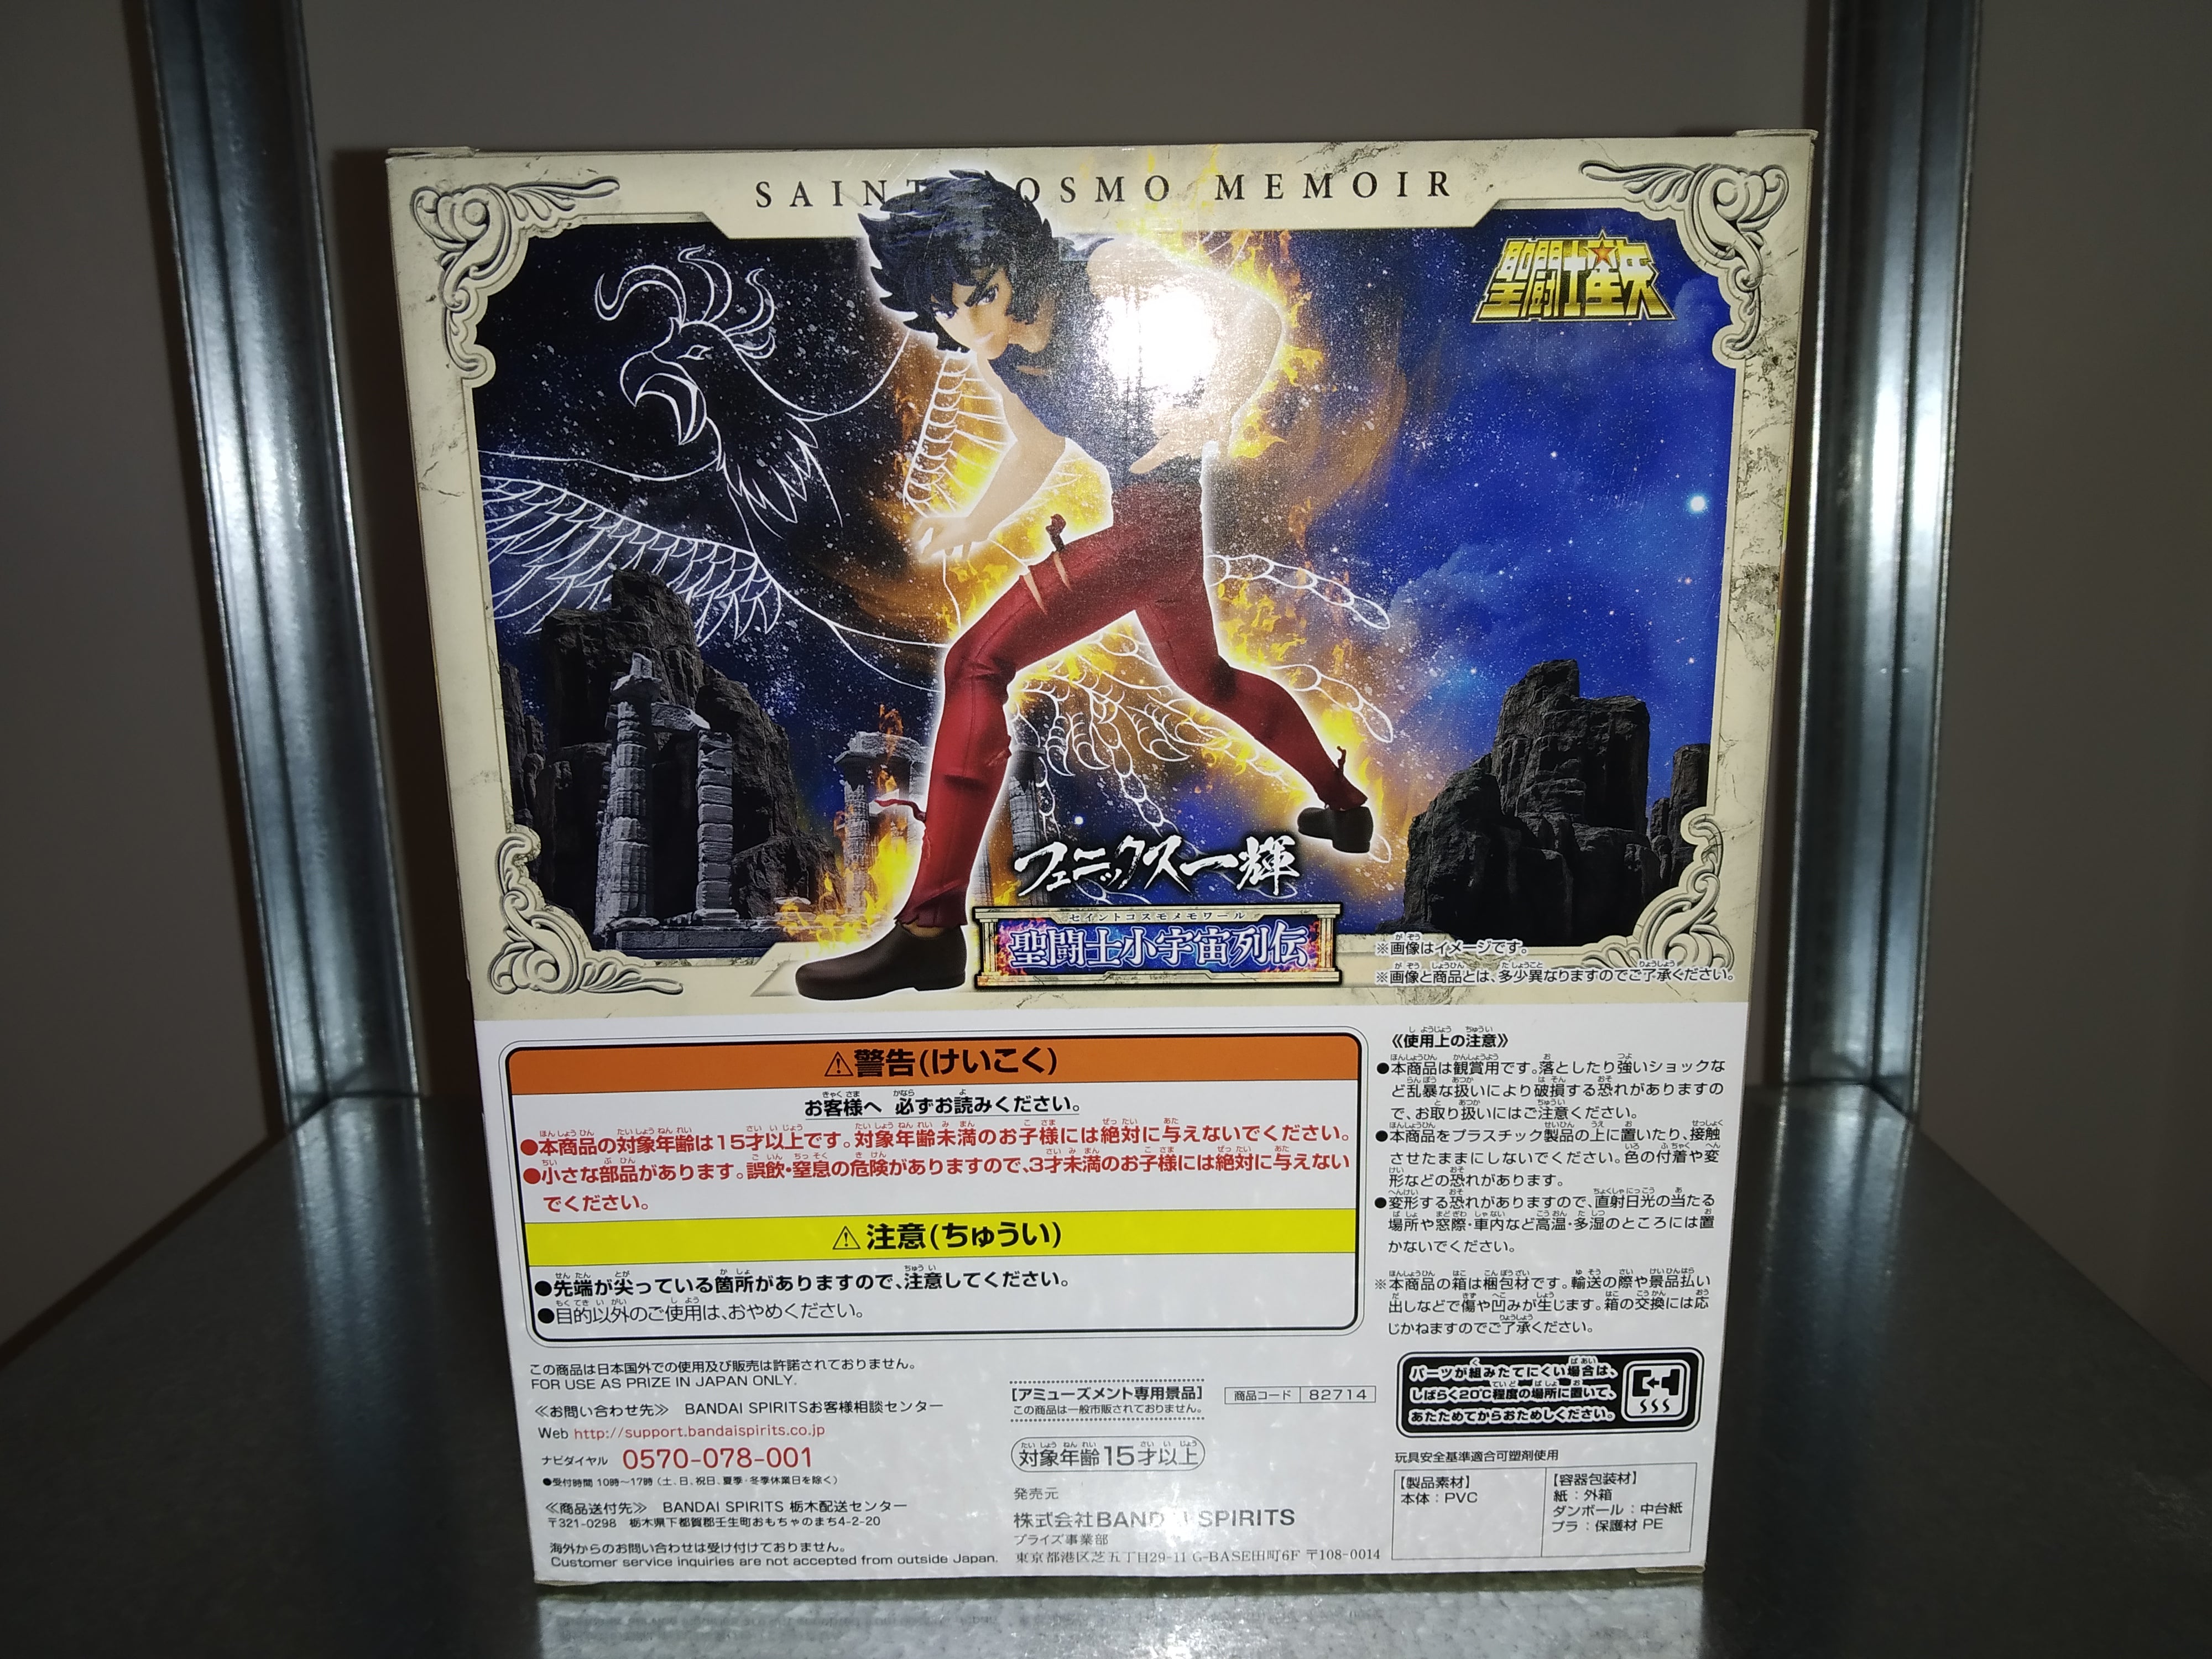 SAINT OSMO MEMOIR
聖闘士星矢
フェニックス一輝
セイントコスモメモワール
聖闘士小宇宙列伝
※画像はイメージです。
※画像と商品とは、多少異なりますのでご了承ください。
⚠警告(けいこく)
お客様へ 必ずお読みください。
●本商品の対象年齢は15才以上です。対象年齢未満のお子様には絶対に与えないでください。
●小さな部品があります。誤飲・窒息の危険がありますので、3才未満のお子様には絶対に与えない
でください。
⚠注意(ちゅうい)
●先端が尖っている箇所がありますので、注意してください。
●目的以外のご使用は、おやめください。
《使用上の注意》
●本商品は観賞用です。落としたり強いショックな
ど乱暴な扱いにより破損する恐れがありますの
で、お取り扱いにはご注意ください。
●本商品をプラスチック製品の上に置いたり、接触
させたままにしないでください。色の付着や変
形などの恐れがあります。
●変形する恐れがありますので、直射日光の当たる
場所や窓際・車内など高温・多湿のところには置
かないでください。
※本商品の箱は梱包材です。輸送の際や景品払い
出しなどで傷や凹みが生じます。箱の交換には応
じかねますのでご了承ください。
パーツが組みたてにくい場合は、
しばらく20℃程度の場所に置いて、
あたためてからおためしください。
この商品は日本国外での使用及び販売は許諾されておりません。
FOR USE AS PRIZE IN JAPAN ONLY.
≪お問い合わせ先≫ BANDAI SPIRITSお客様相談センター
Web http://support.bandaispirits.co.jp
ナビダイヤル 0570-078-001
●受付時間 10時〜17時(土、日、祝日、夏季・冬季休業日を除く)
≪商品送付先≫ BANDAI SPIRITS 栃木配送センター
〒321-0298 栃木県下都賀郡壬生町おもちゃのまち4-2-20
海外からのお問い合わせは受け付けておりません。
Customer service inquiries are not accepted from outside Japan.
[アミューズメント専用景品]
この商品は一般市販されておりません。
商品コード 82714
対象年齢15才以上
発売元
株式会社BANDAI SPIRITS
プライズ事業部
東京都港区芝五丁目29-11 G-BASE田町6F 〒108-0014
玩具安全基準適合可塑剤使用
【製品素材】
本体：PVC
【容器包装材】
紙：外箱
ダンボール：中台紙
プラ：保護材 PE